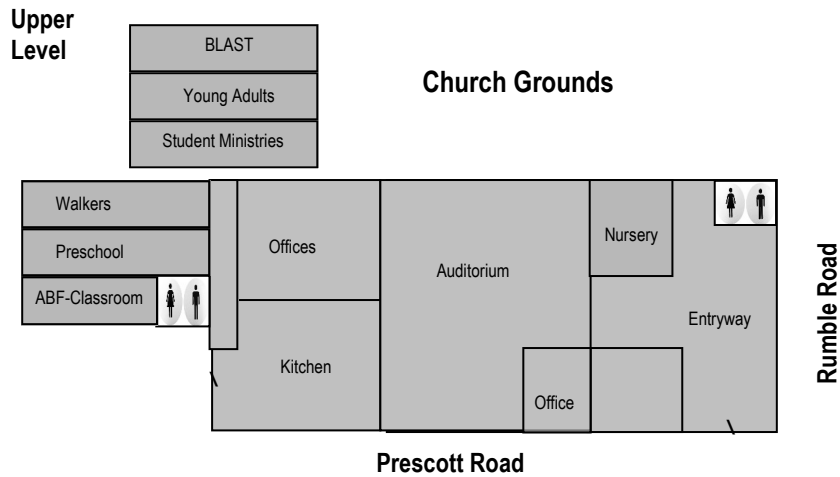 Upper
Level
BLAST
Young Adults
Student Ministries
Church Grounds
Walkers
Preschool
ABF-Classroom
Offices
Kitchen
Auditorium
Office
Nursery
Entryway
Rumble Road
Prescott Road